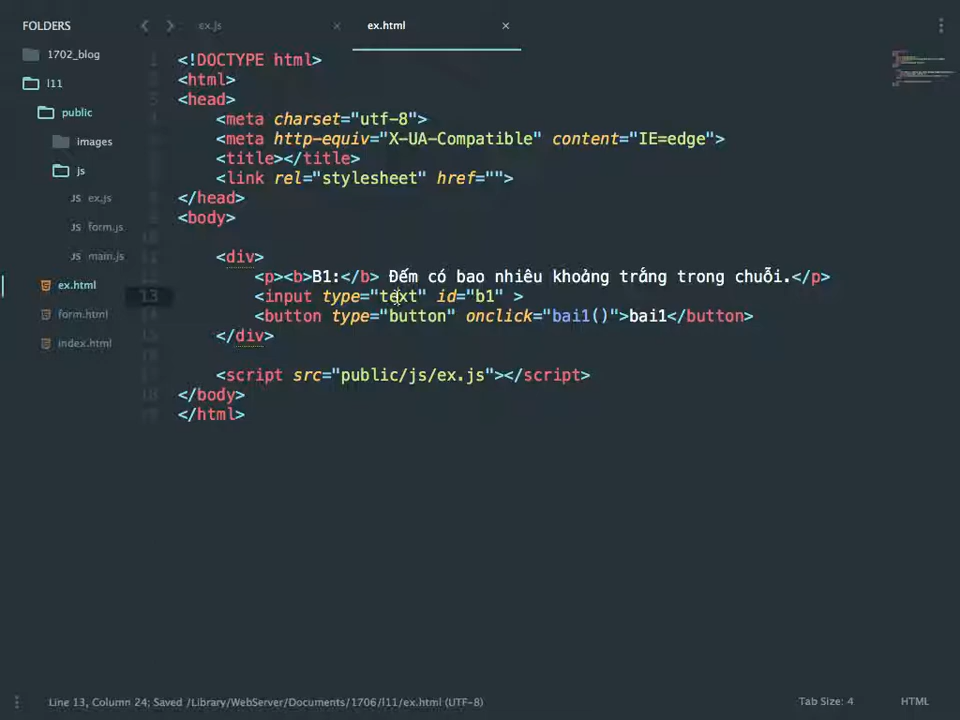 FOLDERS
1702_blog
l11
public
images
js
JS ex.js
JS form.js
JS main.js
ex.html
form.html
index.html
ex.js ×
ex.html ×
<!DOCTYPE html>
<html>
<head>
<meta charset="utf-8">
<meta http-equiv="X-UA-Compatible" content="IE=edge">
<title></title>
<link rel="stylesheet" href="">
</head>
<body>
<div>
<p><b>B1:</b> Đếm có bao nhiêu khoảng trắng trong chuỗi.</p>
13 <input type="text" id="b1" >
<button type="button" onclick="bai1()">bai1</button>
</div>
<script src="public/js/ex.js"></script>
</body>
</html>
Line 13, Column 24; Saved /Library/WebServer/Documents/1706/l11/ex.html (UTF-8)
Tab Size: 4
HTML